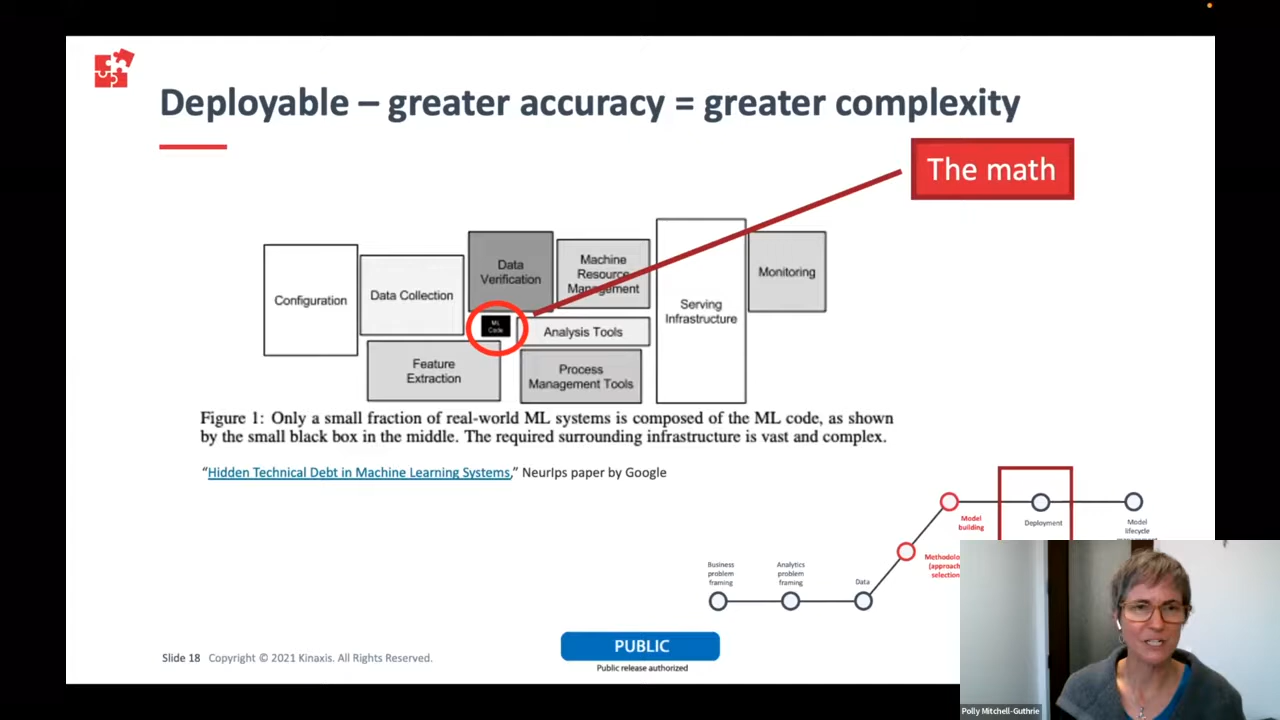 Deployable – greater accuracy = greater complexity
The math
Configuration
Data Collection
Data
Verification
Machine
Resource
Management
Serving
Infrastructure
Monitoring
ML
Code
Analysis Tools
Feature
Extraction
Process
Management Tools
Figure 1: Only a small fraction of real-world ML systems is composed of the ML code, as shown
by the small black box in the middle. The required surrounding infrastructure is vast and complex.
“Hidden Technical Debt in Machine Learning Systems,” NeurIps paper by Google
Business
problem
framing
Analytics
problem
framing
Data
Methodology
(approach
selection
Model
building
Deployment
Model
lifecycle
Slide 18 Copyright © 2021 Kinaxis. All Rights Reserved.
PUBLIC
Public release authorized
Polly Mitchell-Guthrie